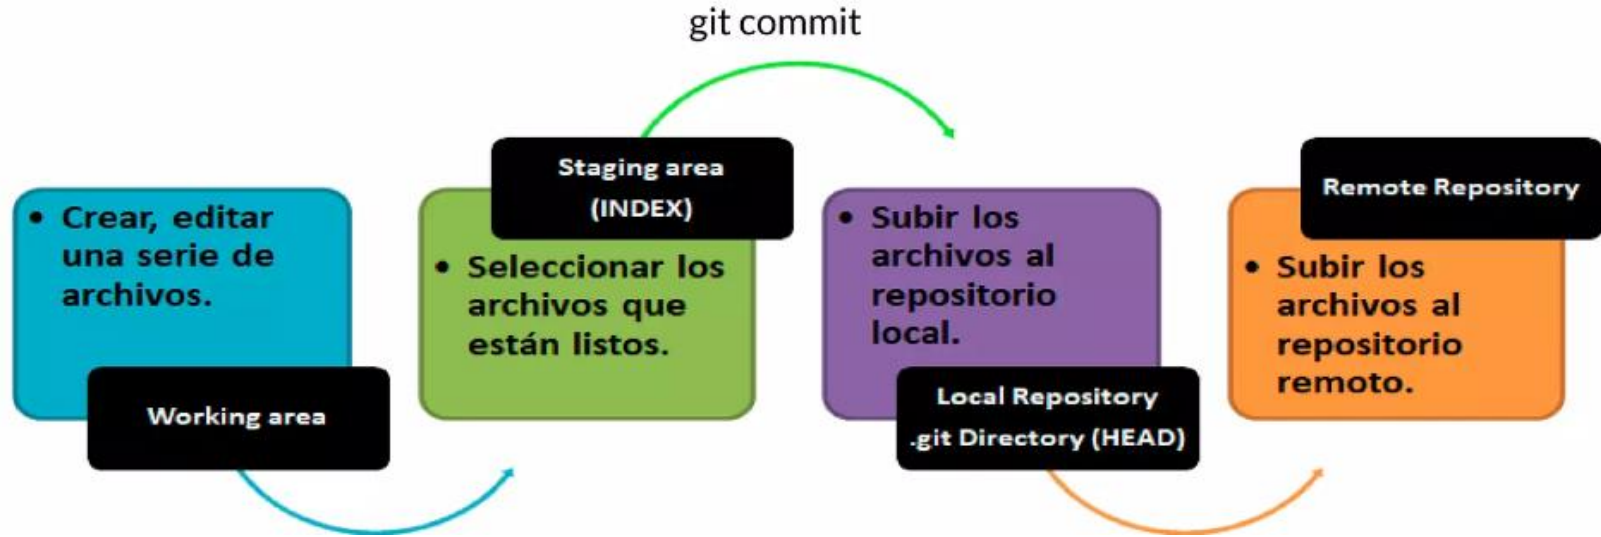 git commit
• Crear, editar
una serie de
archivos.
Working area
Staging area
(INDEX)
• Seleccionar los
archivos que
están listos.
• Subir los
archivos al
repositorio
local.
Local Repository
.git Directory (HEAD)
Remote Repository
• Subir los
archivos al
repositorio
remoto.